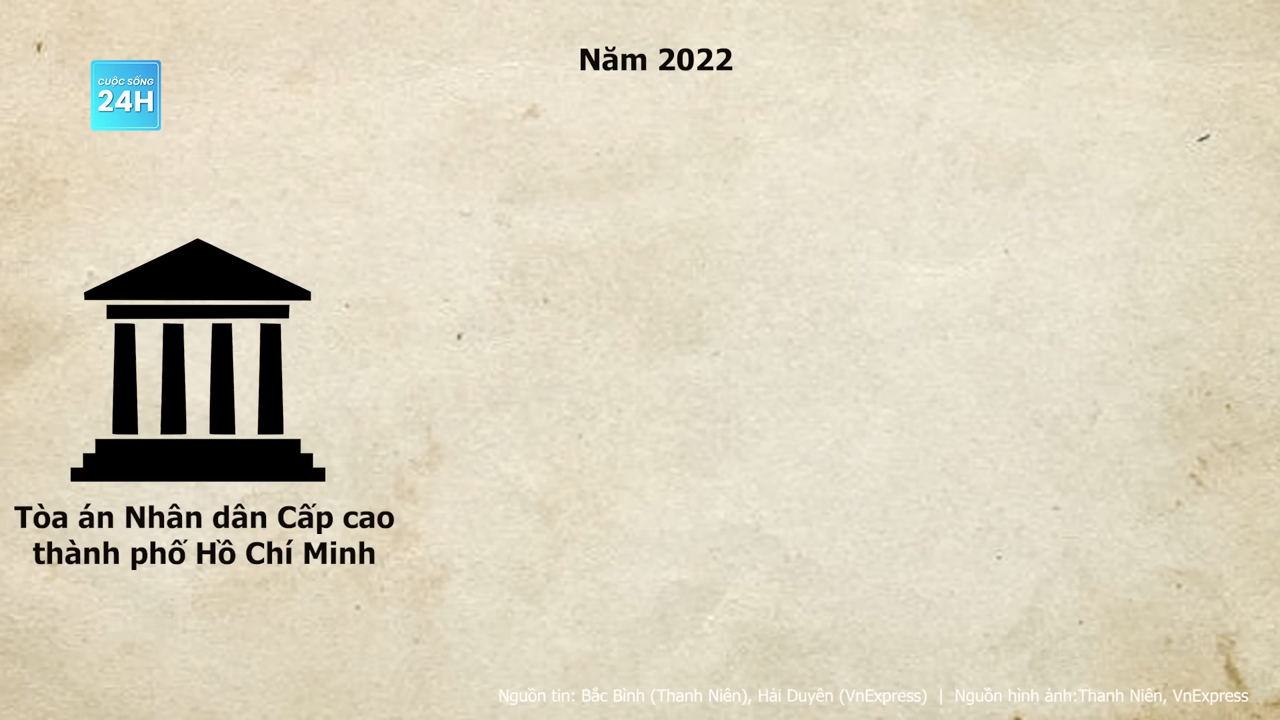 Năm 2022
CUỘC SỐNG
24H
Tòa án Nhân dân Cấp cao
thành phố Hồ Chí Minh
Nguồn tin: Bắc Bình (Thanh Niên), Hải Duyên (VnExpress) | Nguồn hình ảnh:Thanh Niên, VnExpress